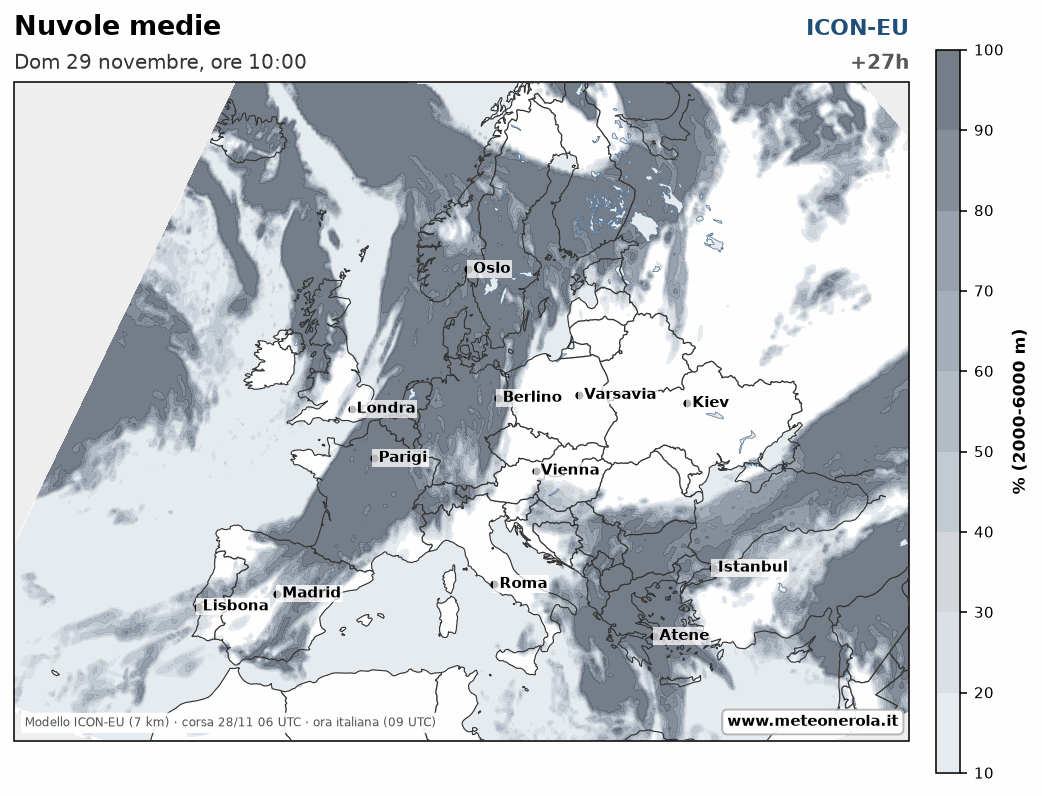 Nuvole medie
ICON-EU
Dom 29 novembre, ore 10:00
+27h
Oslo
Londra
Berlino
Varsavia
Kiev
Parigi
Vienna
Istanbul
Roma
Madrid
Lisbona
Atene
Modello ICON-EU (7 km) · corsa 28/11 06 UTC · ora italiana (09 UTC)
www.meteonerola.it
100
90
80
70
60
50
40
30
20
10
% (2000-6000 m)